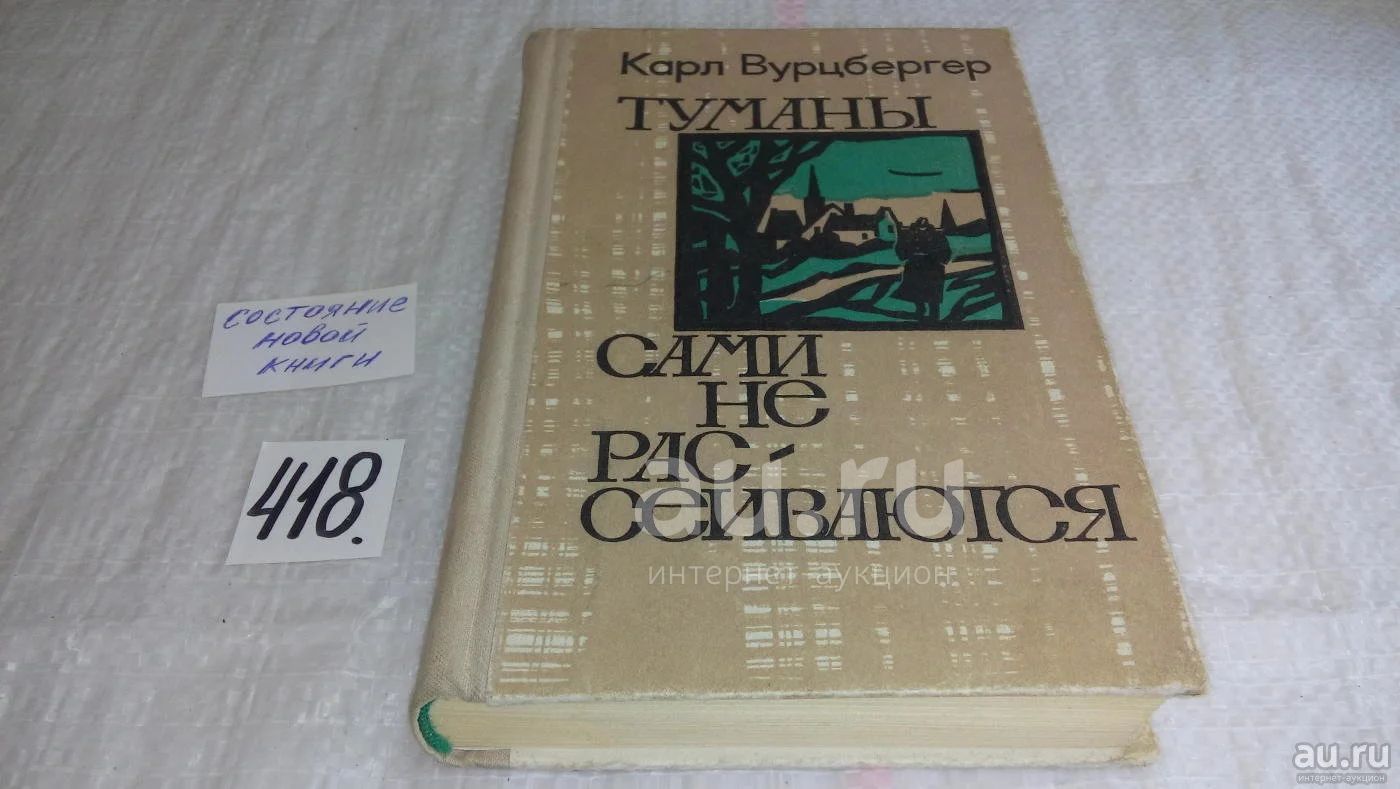 Карл Вурцбергер
ТУМАНЫ
САМИ
НЕ
РАС-
СЕИВАЮТСЯ
состояние
новой
книги
418.
au.ru
интернет-аукцион
au.ru
интернет-аукцион